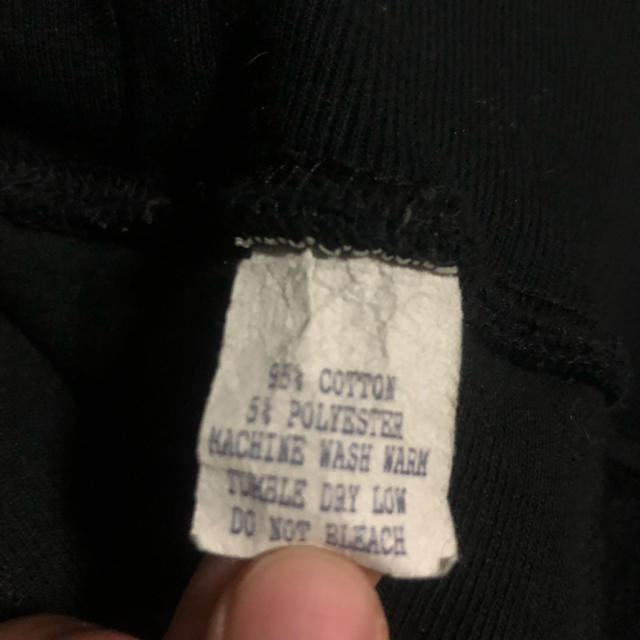 95% COTTON
5% POLYESTER
MACHINE WASH WARM
TUMBLE DRY LOW
DO NOT BLEACH